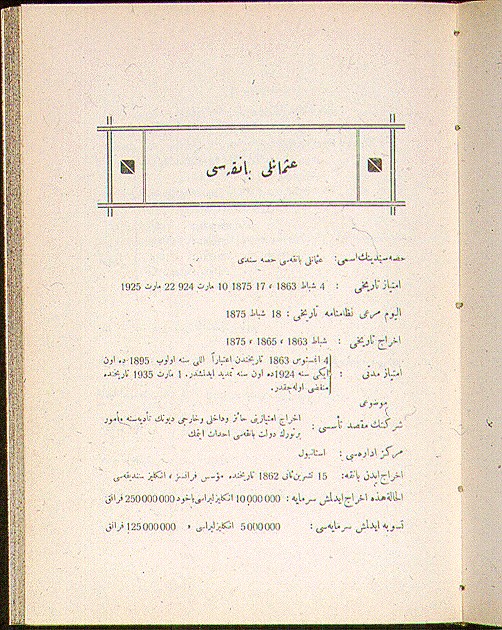 عثمانلی بانقه‌سی
حصه سندینك اسمی: عثمانلی بانقه‌سی حصه سندی
امتیاز تاریخی : 4 شباط 1863 ، 17 1875 10 مارت 924 22 مارت 1925
الیوم مرعی نظامنامه تاریخی : 18 شباط 1875
اخراج تاریخی : شباط 1863 ، 1865 ، 1875
4 اغستوس 1863 تاریخندن اعتباراً اللی سنه اولوب 1895 ده اون
امتیاز مدتی : ایکی سنه 1924 ده اون سنه تمدید ایدلمشدر. 1 مارت 1935 تاریخنده
منقضی اوله‌جقدر.
موضوعی
اخراج امتیازینی حائز وداخلی وخارجی دیونك تأدیه‌سنه مأمور
شرکتك مقصد تأسسی : برتورك دولت بانقه‌سی احداث ایتمك
مرکز اداره‌سی : استانبول
اخراج ایدن بانقه : 15 تشرین ثانی 1862 تاریخنده مؤسس فرانسز ، انکلیز سندیقه‌سی
الحالة هذه اخراج ایدلمش سرمایه : 10 000 000 انکلیز لیراسی یاخود 250 000 000 فرانق
تسویه ایدلمش سرمایه‌سی : 5 000 000 انکلیز لیراسی » 125 000 000 فرانق